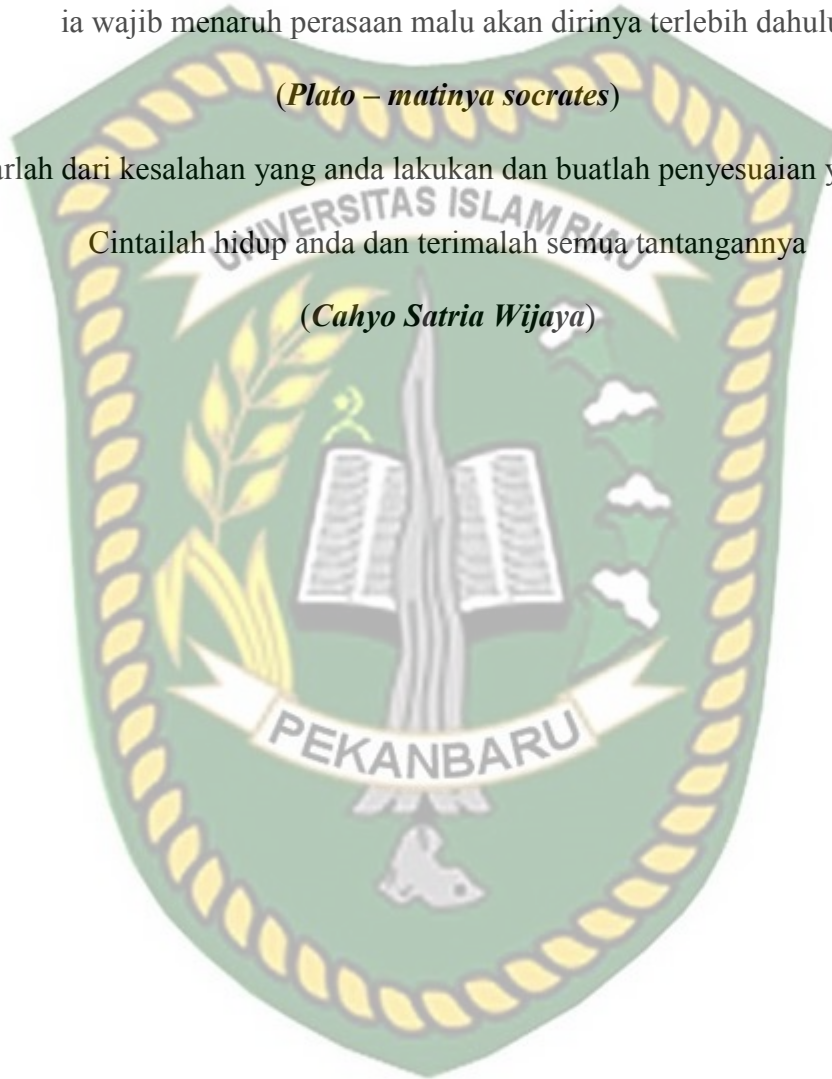 ia wajib menaruh perasaan malu akan dirinya terlebih dahulu
(Plato – matinya socrates)
dari kesalahan yang anda lakukan dan buatlah penyesuaian
UNIVERSITAS ISLAM RIAU
Cintailah hidup anda dan terimalah semua tantangannya
(Cahyo Satria Wijaya)
PEKANBARU